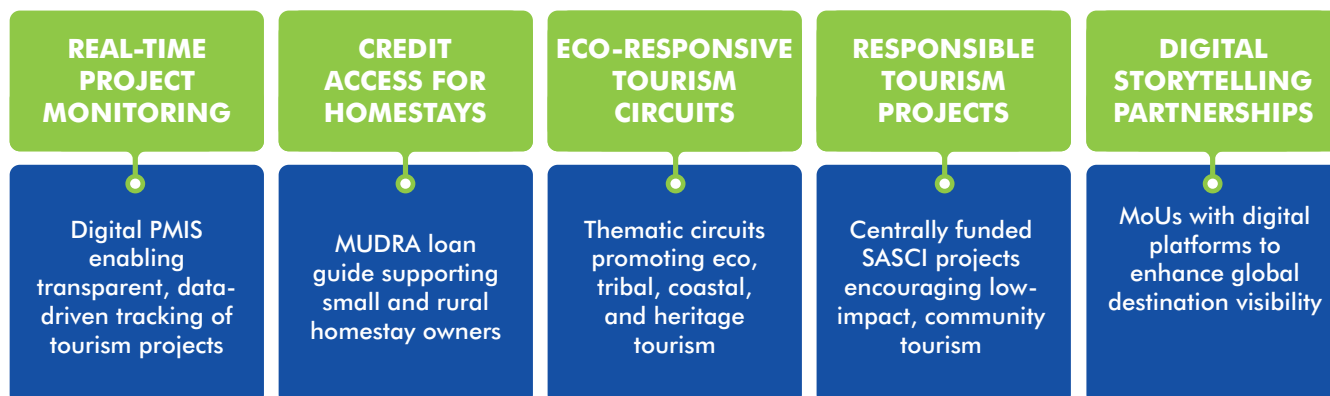 REAL-TIME
PROJECT
MONITORING
Digital PMIS
enabling
transparent, data-
driven tracking of
tourism projects
CREDIT
ACCESS FOR
HOMESTAYS
MUDRA loan
guide supporting
small and rural
homestay owners
ECO-RESPONSIVE
TOURISM
CIRCUITS
Thematic circuits
promoting eco,
tribal, coastal,
and heritage
tourism
RESPONSIBLE
TOURISM
PROJECTS
Centrally funded
SASCI projects
encouraging low-
impact, community
tourism
DIGITAL
STORYTELLING
PARTNERSHIPS
MoUs with digital
platforms to
enhance global
destination visibility